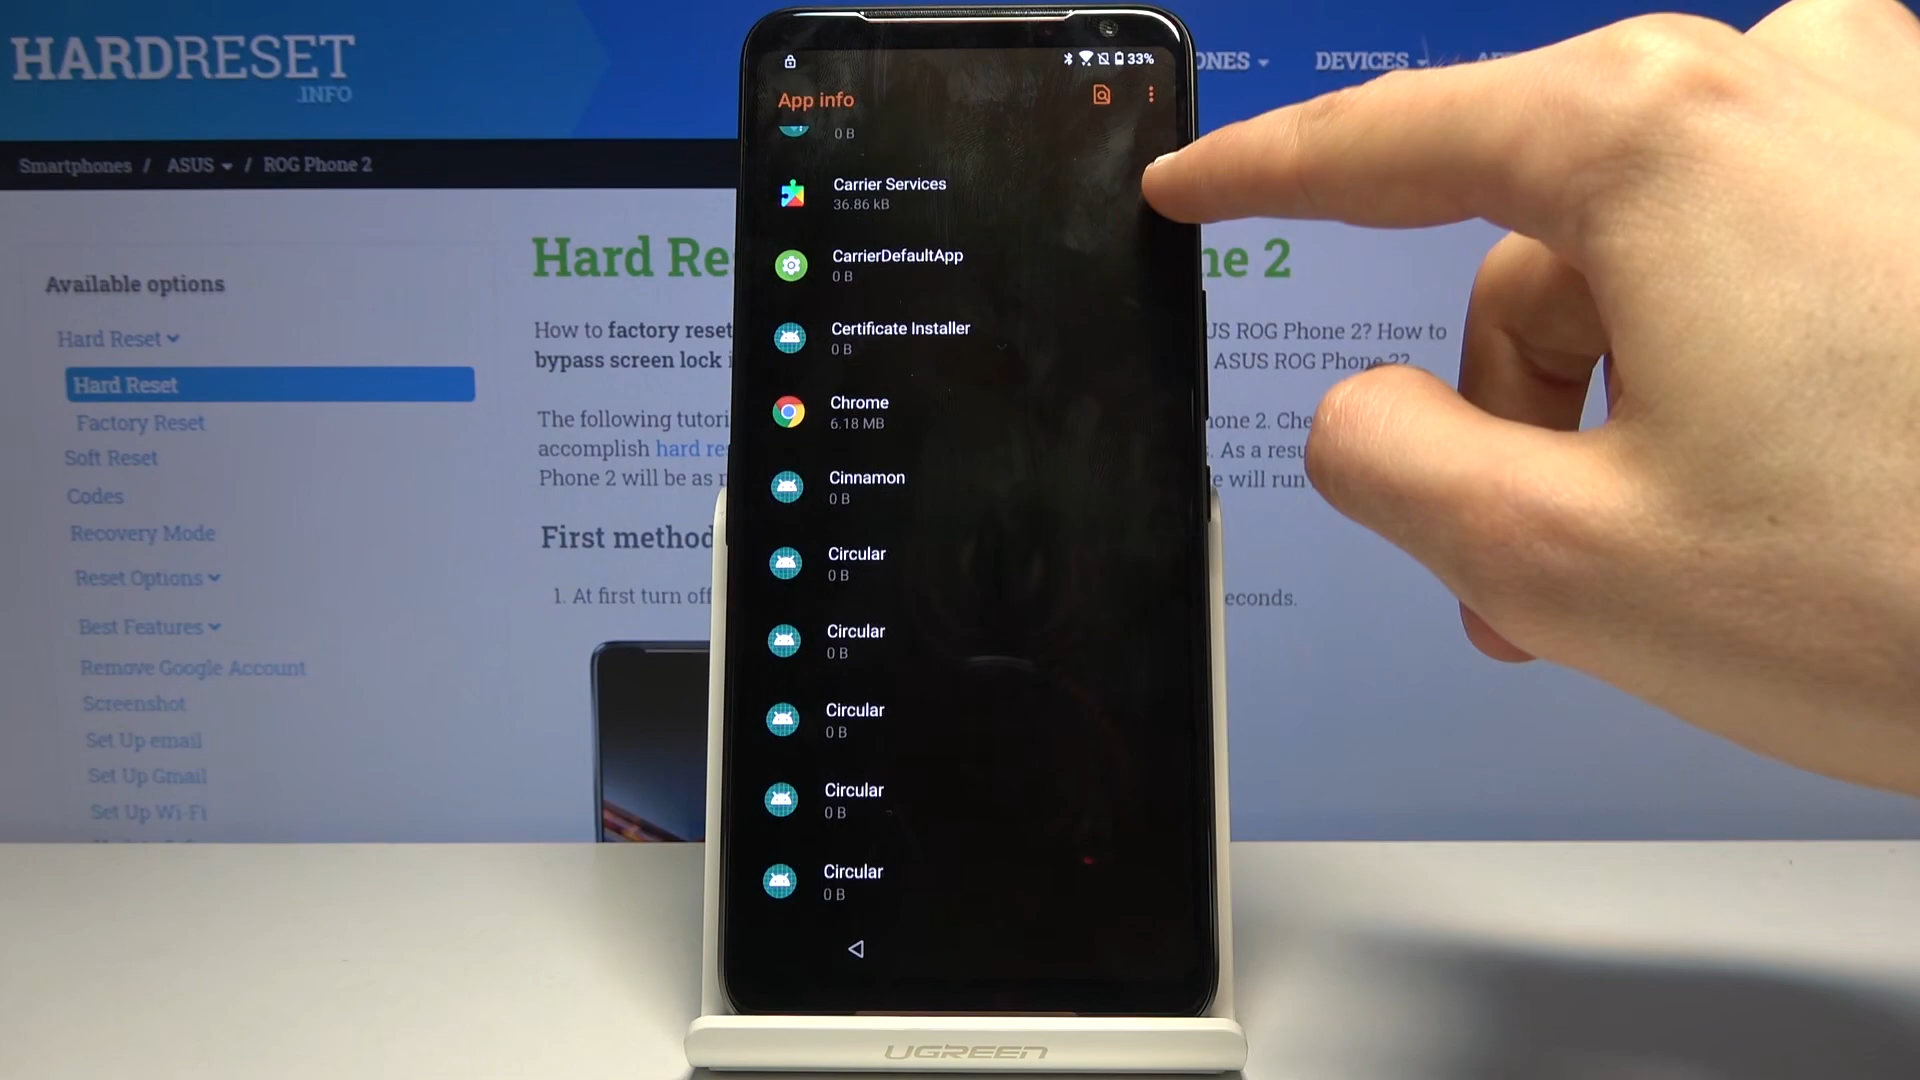 HARDRESET
.INFO
ONES
DEVICES
Smartphones / ASUS / ROG Phone 2
Available options
Hard Reset
Hard Reset
Factory Reset
Soft Reset
Codes
Recovery Mode
Reset Options
Best Features
Remove Google Account
Screenshot
Set Up email
Set Up Gmail
Set Up Wi-Fi
Hard Re
ne 2
How to factory reset
US ROG Phone 2? How to
bypass screen lock i
ASUS ROG Phone 2?
The following tutori
hone 2. Che
accomplish hard re
s. As a resu
Phone 2 will be as
e will run
First method
1. At first turn off
econds.
33%
App info
0 B
Carrier Services
36.86 kB
CarrierDefaultApp
0 B
Certificate Installer
0 B
Chrome
6.18 MB
Cinnamon
0 B
Circular
0 B
Circular
0 B
Circular
0 B
Circular
0 B
Circular
0 B
UGREEN